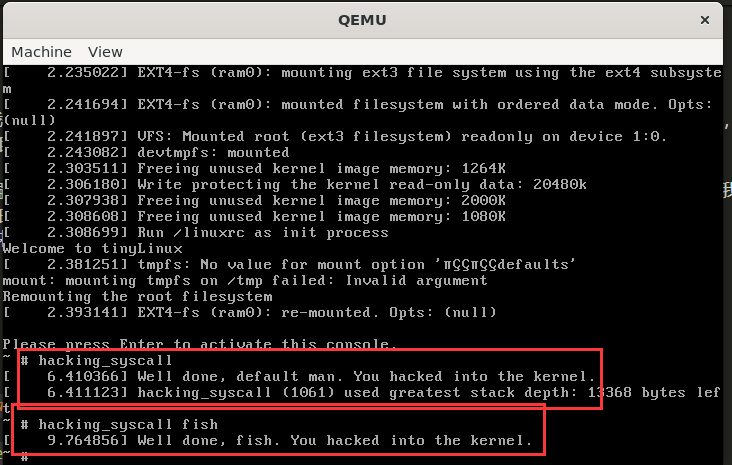 QEMU
×
Machine View
[    2.235022] EXT4-fs (ram0): mounting ext3 file system using the ext4 subsyste
m
[    2.241694] EXT4-fs (ram0): mounted filesystem with ordered data mode. Opts:
(null)
[    2.241897] VFS: Mounted root (ext3 filesystem) readonly on device 1:0.
[    2.243082] devtmpfs: mounted
[    2.303511] Freeing unused kernel image memory: 1264K
[    2.306180] Write protecting the kernel read-only data: 20480k
[    2.307938] Freeing unused kernel image memory: 2000K
[    2.308608] Freeing unused kernel image memory: 1080K
[    2.308699] Run /linuxrc as init process
Welcome to tinyLinux
[    2.381251] tmpfs: No value for mount option 'πÇÇπÇÇdefaults'
mount: mounting tmpfs on /tmp failed: Invalid argument
Remounting the root filesystem
[    2.393141] EXT4-fs (ram0): re-mounted. Opts: (null)
Please press Enter to activate this console.
~ # hacking_syscall
[    6.410366] Well done, default man. You hacked into the kernel.
[    6.411123] hacking_syscall (1061) used greatest stack depth: 13368 bytes lef
t
~ # hacking_syscall fish
[    9.764856] Well done, fish. You hacked into the kernel.
~ #